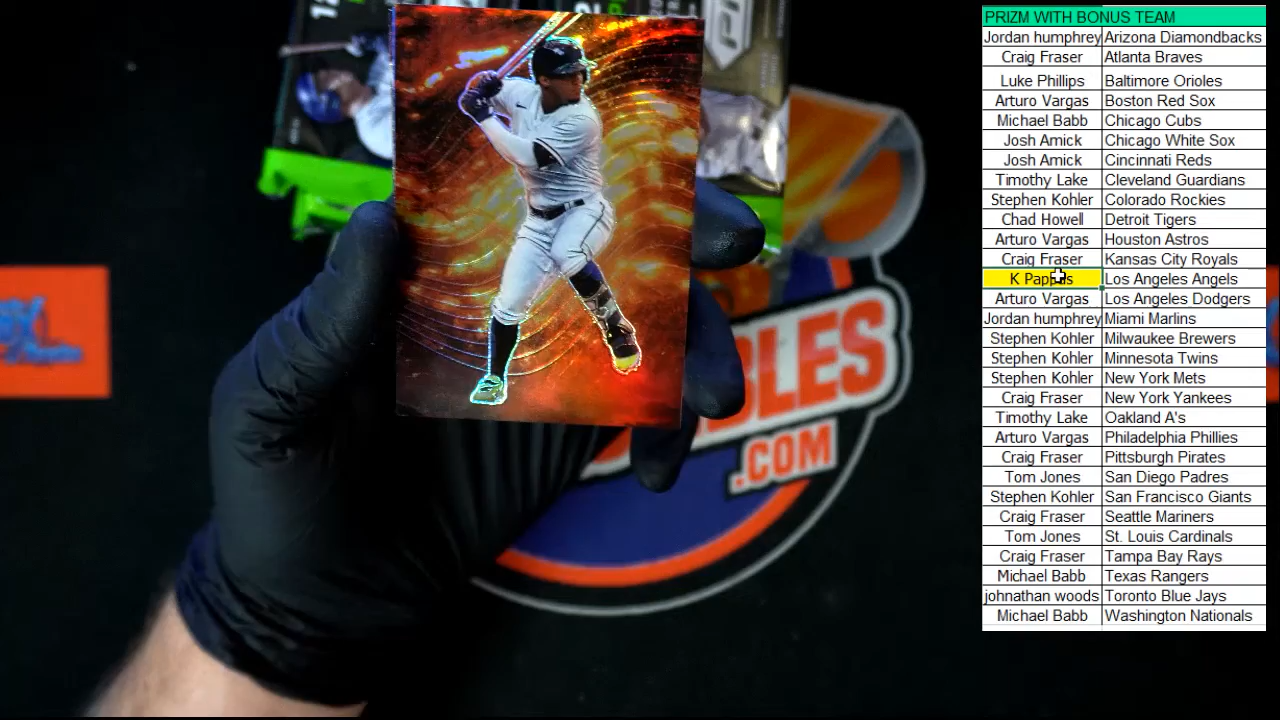 PRIZM WITH BONUS TEAM
Jordan humphrey Arizona Diamondbacks
Craig Fraser Atlanta Braves
Luke Phillips Baltimore Orioles
Arturo Vargas Boston Red Sox
Michael Babb Chicago Cubs
Josh Amick Chicago White Sox
Josh Amick Cincinnati Reds
Timothy Lake Cleveland Guardians
Stephen Kohler Colorado Rockies
Chad Howell Detroit Tigers
Arturo Vargas Houston Astros
Craig Fraser Kansas City Royals
K Pappas Los Angeles Angels
Arturo Vargas Los Angeles Dodgers
Jordan humphrey Miami Marlins
Stephen Kohler Milwaukee Brewers
Stephen Kohler Minnesota Twins
Stephen Kohler New York Mets
Craig Fraser New York Yankees
Timothy Lake Oakland A's
Arturo Vargas Philadelphia Phillies
Craig Fraser Pittsburgh Pirates
Tom Jones San Diego Padres
Stephen Kohler San Francisco Giants
Craig Fraser Seattle Mariners
Tom Jones St. Louis Cardinals
Craig Fraser Tampa Bay Rays
Michael Babb Texas Rangers
johnathan woods Toronto Blue Jays
Michael Babb Washington Nationals
.COM